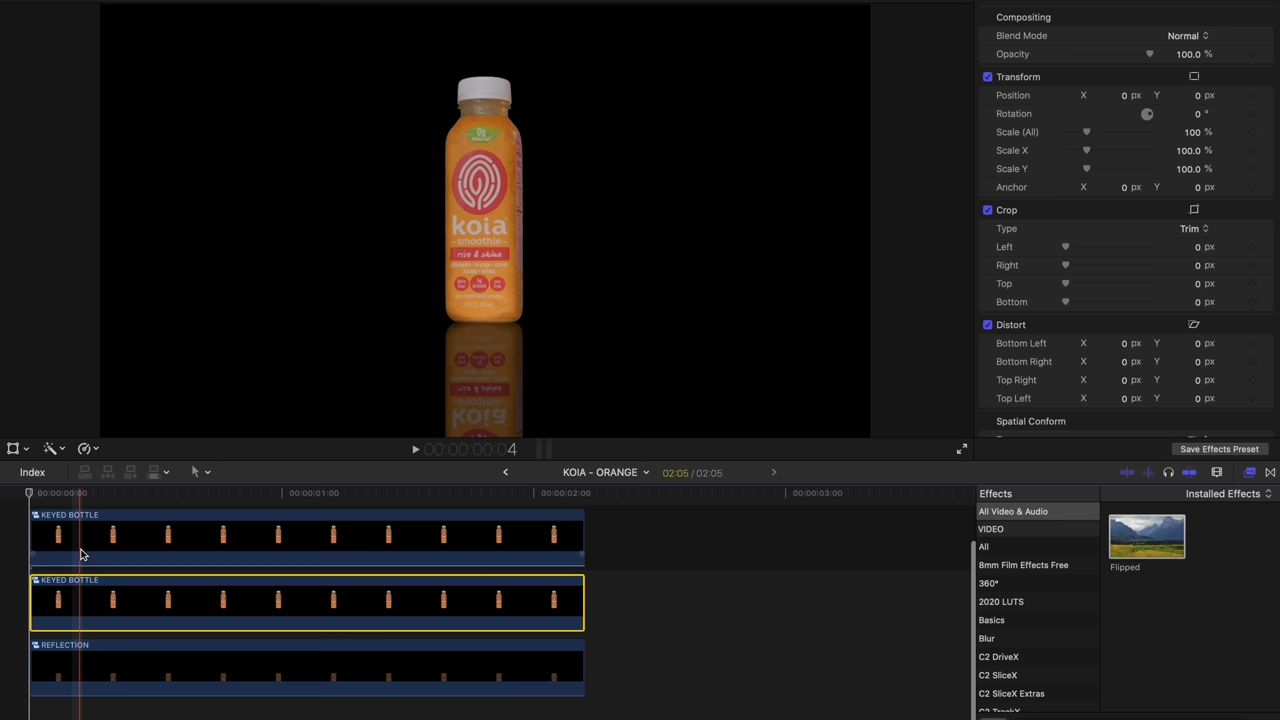 Compositing
Blend Mode Normal
Opacity 100.0 %
Transform
Position X 0 px Y 0 px
Rotation 0 °
Scale (All) 100 %
Scale X 100.0 %
Scale Y 100.0 %
Anchor X 0 px Y 0 px
Crop
Type Trim
Left 0 px
Right 0 px
Top 0 px
Bottom 0 px
Distort
Bottom Left X 0 px Y 0 px
Bottom Right X 0 px Y 0 px
Top Right X 0 px Y 0 px
Top Left X 0 px Y 0 px
Spatial Conform
0g
koia
smoothie
rise & shine
00:00:00:04
Save Effects Preset
Index
KOIA - ORANGE
02:05 / 02:05
00:00:00:00
00:00:01:00
00:00:02:00
00:00:03:00
KEYED BOTTLE
KEYED BOTTLE
REFLECTION
Effects
Installed Effects
All Video & Audio
VIDEO
All
8mm Film Effects Free
360°
2020 LUTS
Basics
Blur
C2 DriveX
C2 SliceX
C2 SliceX Extras
C2 TrackX
Flipped